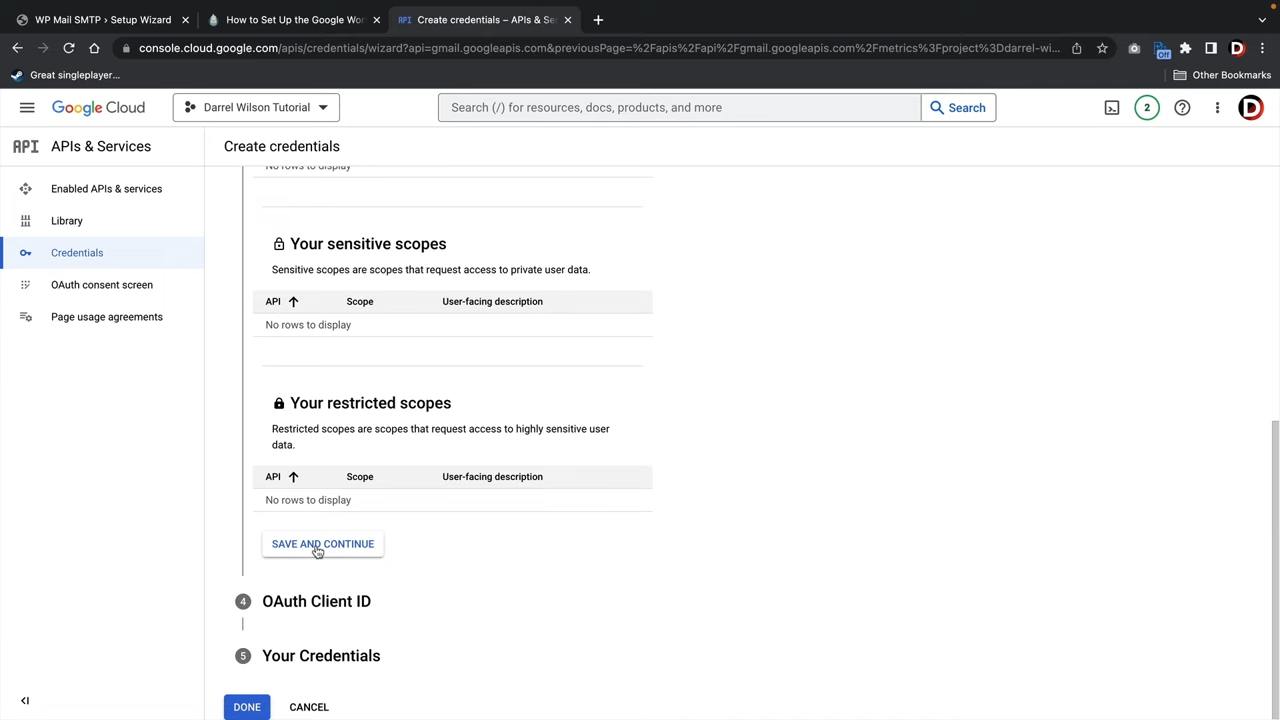 WP Mail SMTP › Setup Wizard
How to Set Up the Google Wor
API Create credentials – APIs & Se
console.cloud.google.com/apis/credentials/wizard?api=gmail.googleapis.com&previousPage=%2Fapis%2Fapi%2Fgmail.googleapis.com%2Fmetrics%3Fproject%3Ddarrel-wi...
Off
D
Great singleplayer...
Other Bookmarks
Google Cloud
Darrel Wilson Tutorial
Search (/) for resources, docs, products, and more
Search
2
D
API APIs & Services
Create credentials
Enabled APIs & services
Library
Credentials
OAuth consent screen
Page usage agreements
No rows to display
Your sensitive scopes
Sensitive scopes are scopes that request access to private user data.
API Scope User-facing description
No rows to display
Your restricted scopes
Restricted scopes are scopes that request access to highly sensitive user
data.
API Scope User-facing description
No rows to display
SAVE AND CONTINUE
4 OAuth Client ID
5 Your Credentials
DONE CANCEL